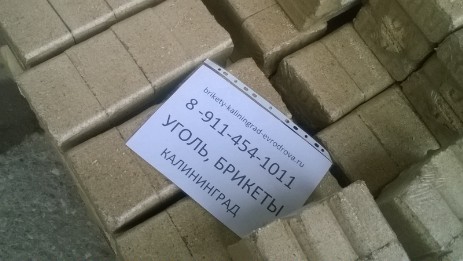 brikety-kaliningrad-evrodrova.ru
8 -911-454-1011
УГОЛЬ, БРИКЕТЫ
КАЛИНИНГРАД